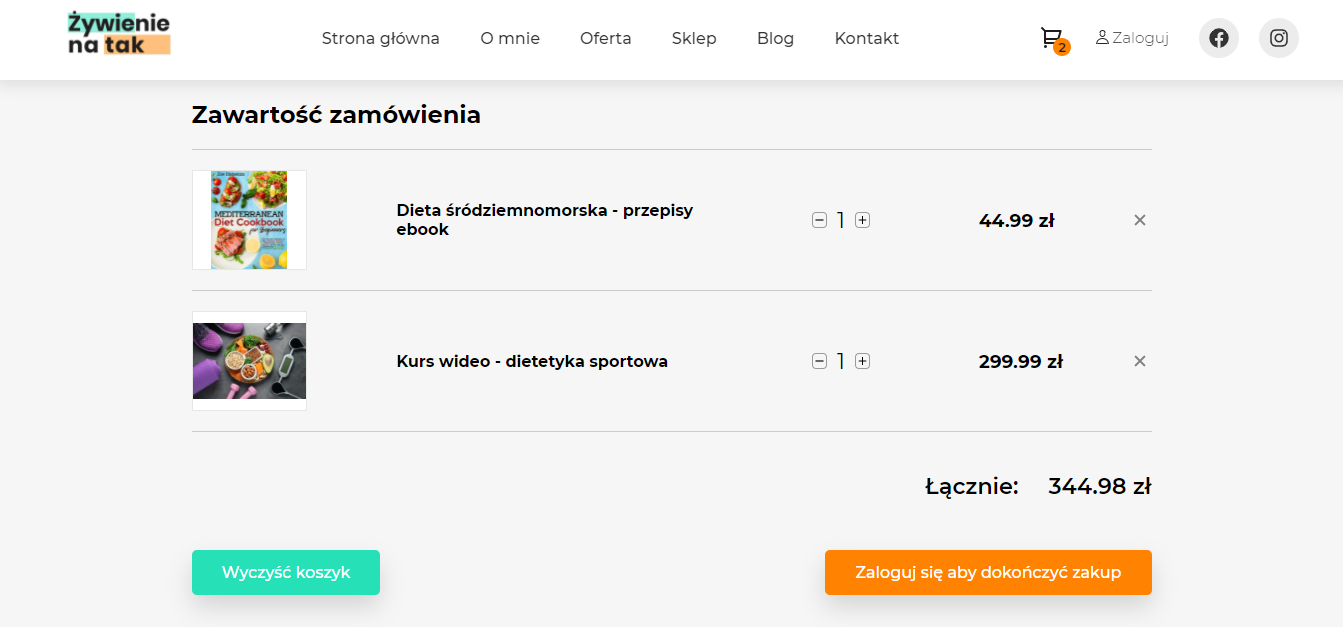 Żywienie
na tak
Strona główna
O mnie
Oferta
Sklep
Blog
Kontakt
2
Zaloguj
Zawartość zamówienia
MEDITERRANEAN
Diet Cookbook
for Beginners
Dieta śródziemnomorska - przepisy
ebook
1
44.99 zł
Kurs wideo - dietetyka sportowa
1
299.99 zł
Łącznie:
344.98 zł
Wyczyść koszyk
Zaloguj się aby dokończyć zakup